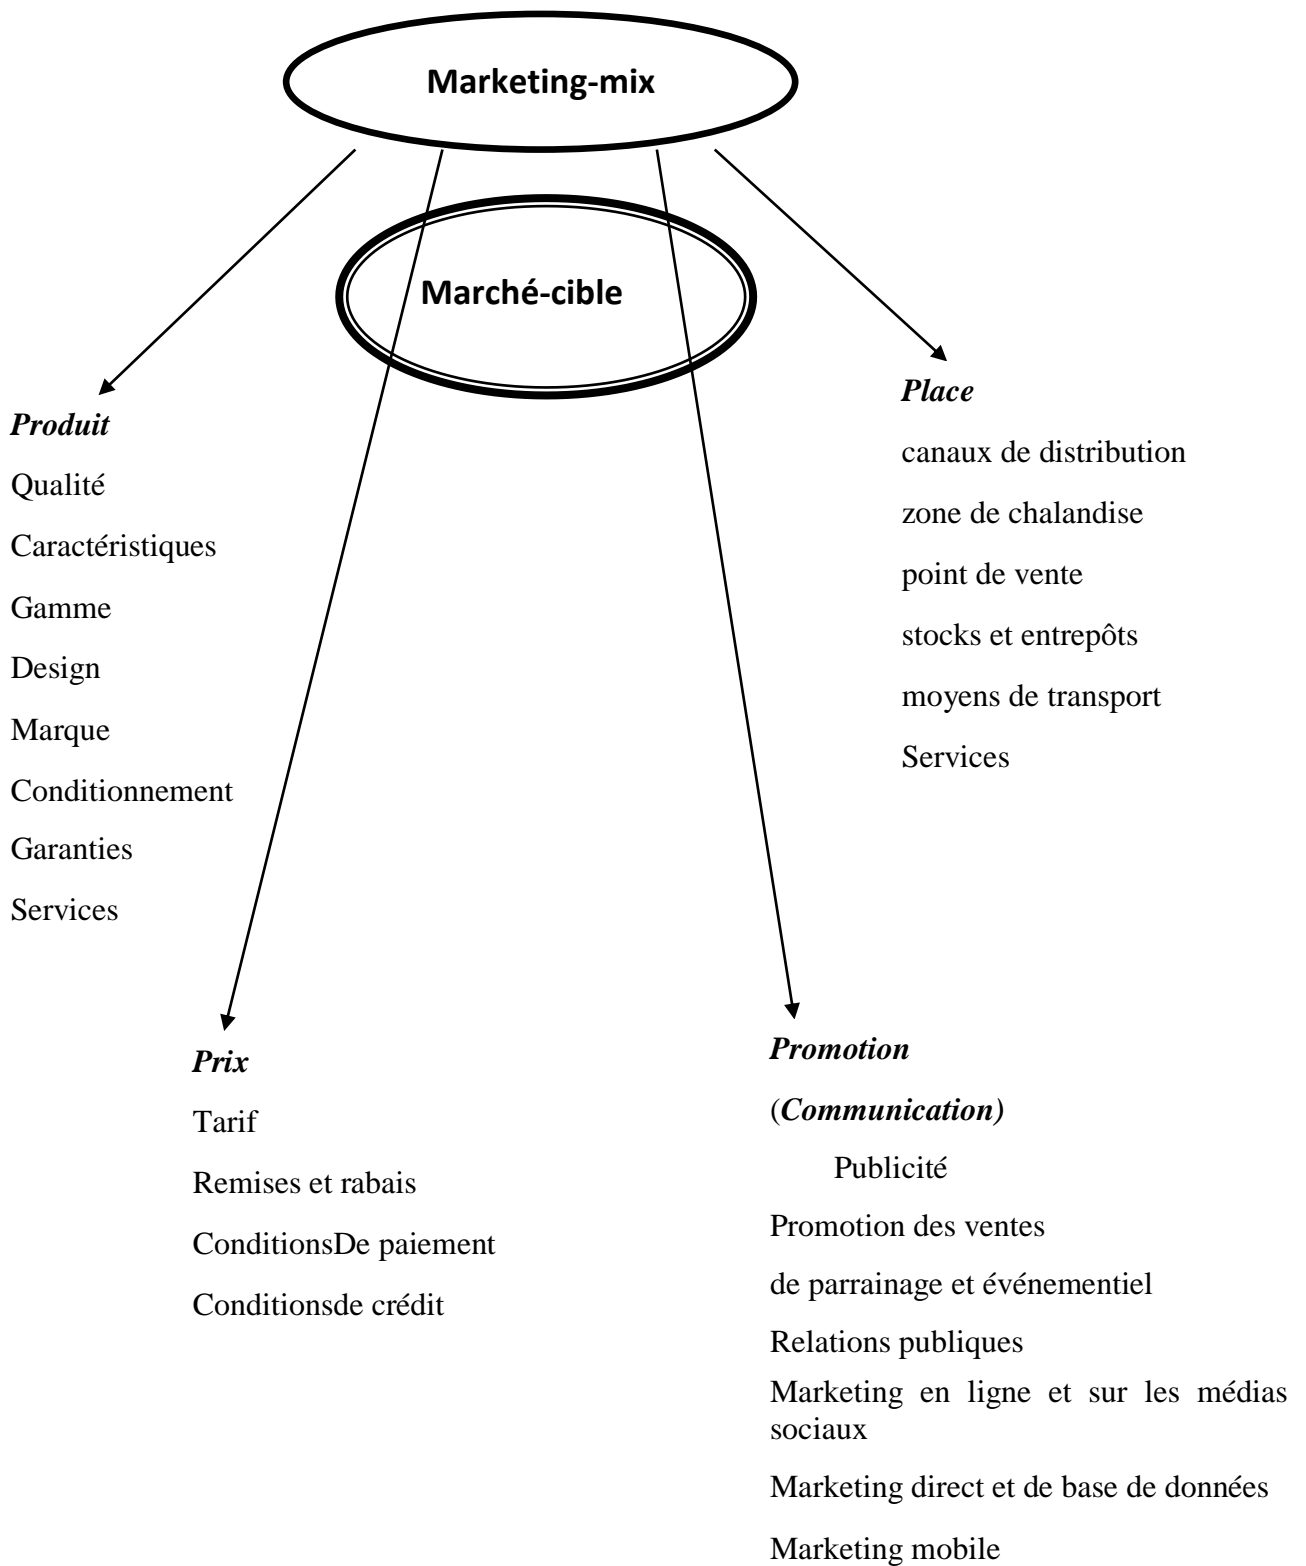 Marketing-mix
Marché-cible
Produit
Qualité
Caractéristiques
Gamme
Design
Marque
Conditionnement
Garanties
Services
Place
canaux de distribution
zone de chalandise
point de vente
stocks et entrepôts
moyens de transport
Services
Prix
Tarif
Remises et rabais
ConditionsDe paiement
Conditionsde crédit
Promotion
(Communication)
Publicité
Promotion des ventes
de parrainage et événementiel
Relations publiques
Marketing en ligne et sur les médias
sociaux
Marketing direct et de base de données
Marketing mobile